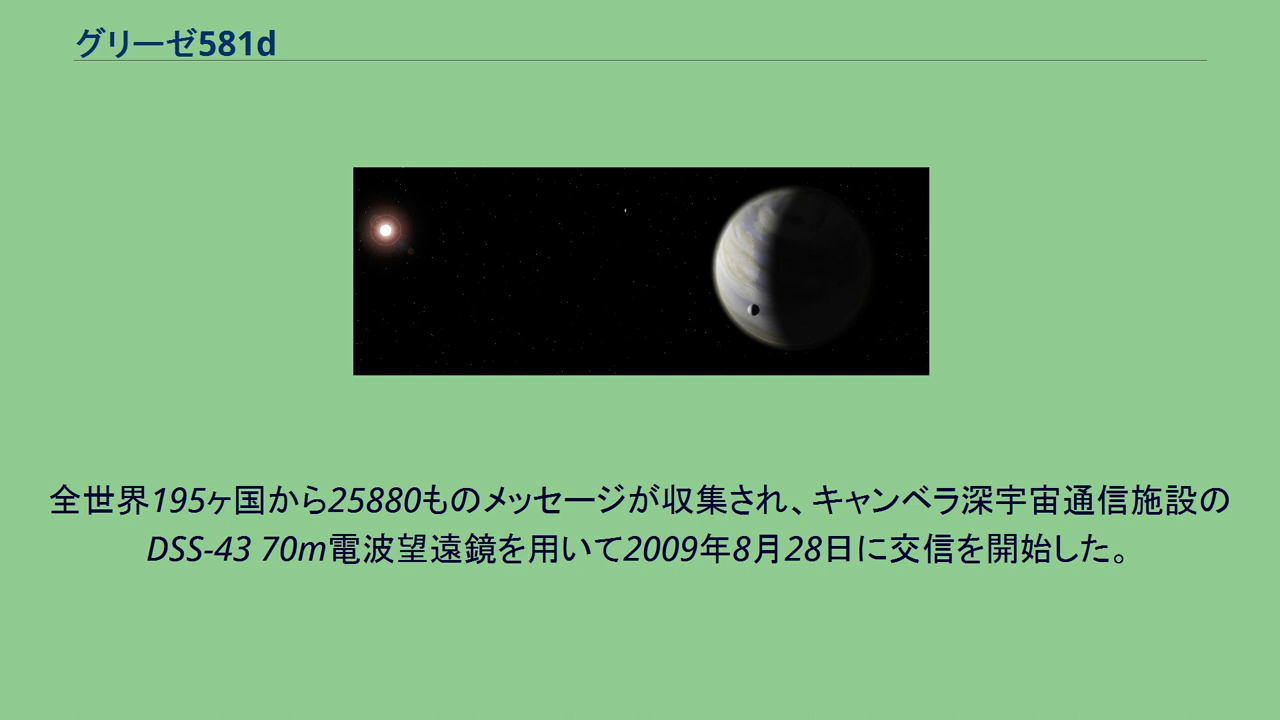 グリーゼ581d
全世界195ヶ国から25880ものメッセージが収集され、キャンベラ深宇宙通信施設の
DSS-43 70m電波望遠鏡を用いて2009年8月28日に交信を開始した。